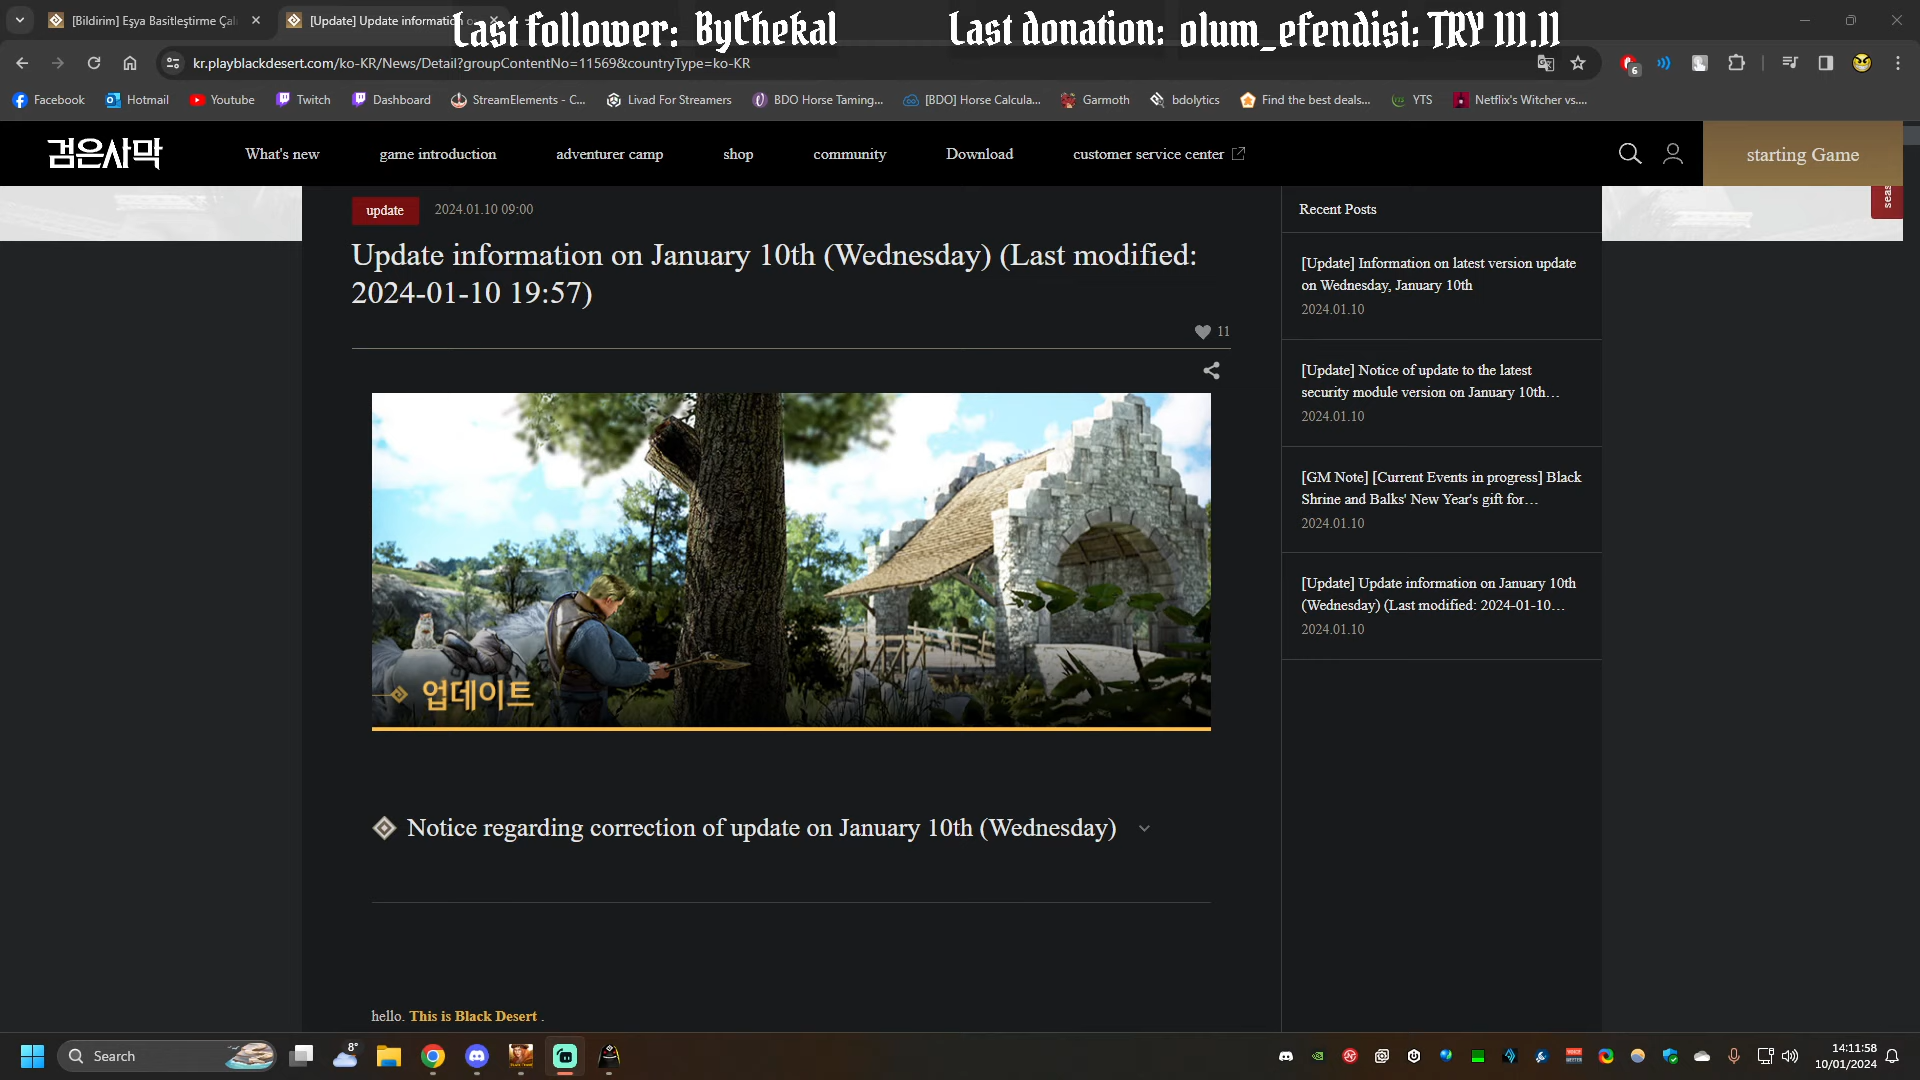 [Bildirim] Eşya Basitleştirme Çal
[Update] Update information o
Last follower: ByChekal
Last donation: olum_efendisi: TRY 111.11
kr.playblackdesert.com/ko-KR/News/Detail?groupContentNo=11569&countryType=ko-KR
6
Facebook
Hotmail
Youtube
Twitch
Dashboard
StreamElements - C...
Livad For Streamers
BDO Horse Taming...
[BDO] Horse Calcula...
Garmoth
bdolytics
Find the best deals...
YTS
Netflix's Witcher vs....
검은사막
What's new
game introduction
adventurer camp
shop
community
Download
customer service center
starting Game
seas
update
2024.01.10 09:00
Update information on January 10th (Wednesday) (Last modified:
2024-01-10 19:57)
11
업데이트
Notice regarding correction of update on January 10th (Wednesday)
hello. This is Black Desert .
Recent Posts
[Update] Information on latest version update
on Wednesday, January 10th
2024.01.10
[Update] Notice of update to the latest
security module version on January 10th...
2024.01.10
[GM Note] [Current Events in progress] Black
Shrine and Balks' New Year's gift for...
2024.01.10
[Update] Update information on January 10th
(Wednesday) (Last modified: 2024-01-10...
2024.01.10
Search
8°
14:11:58
10/01/2024